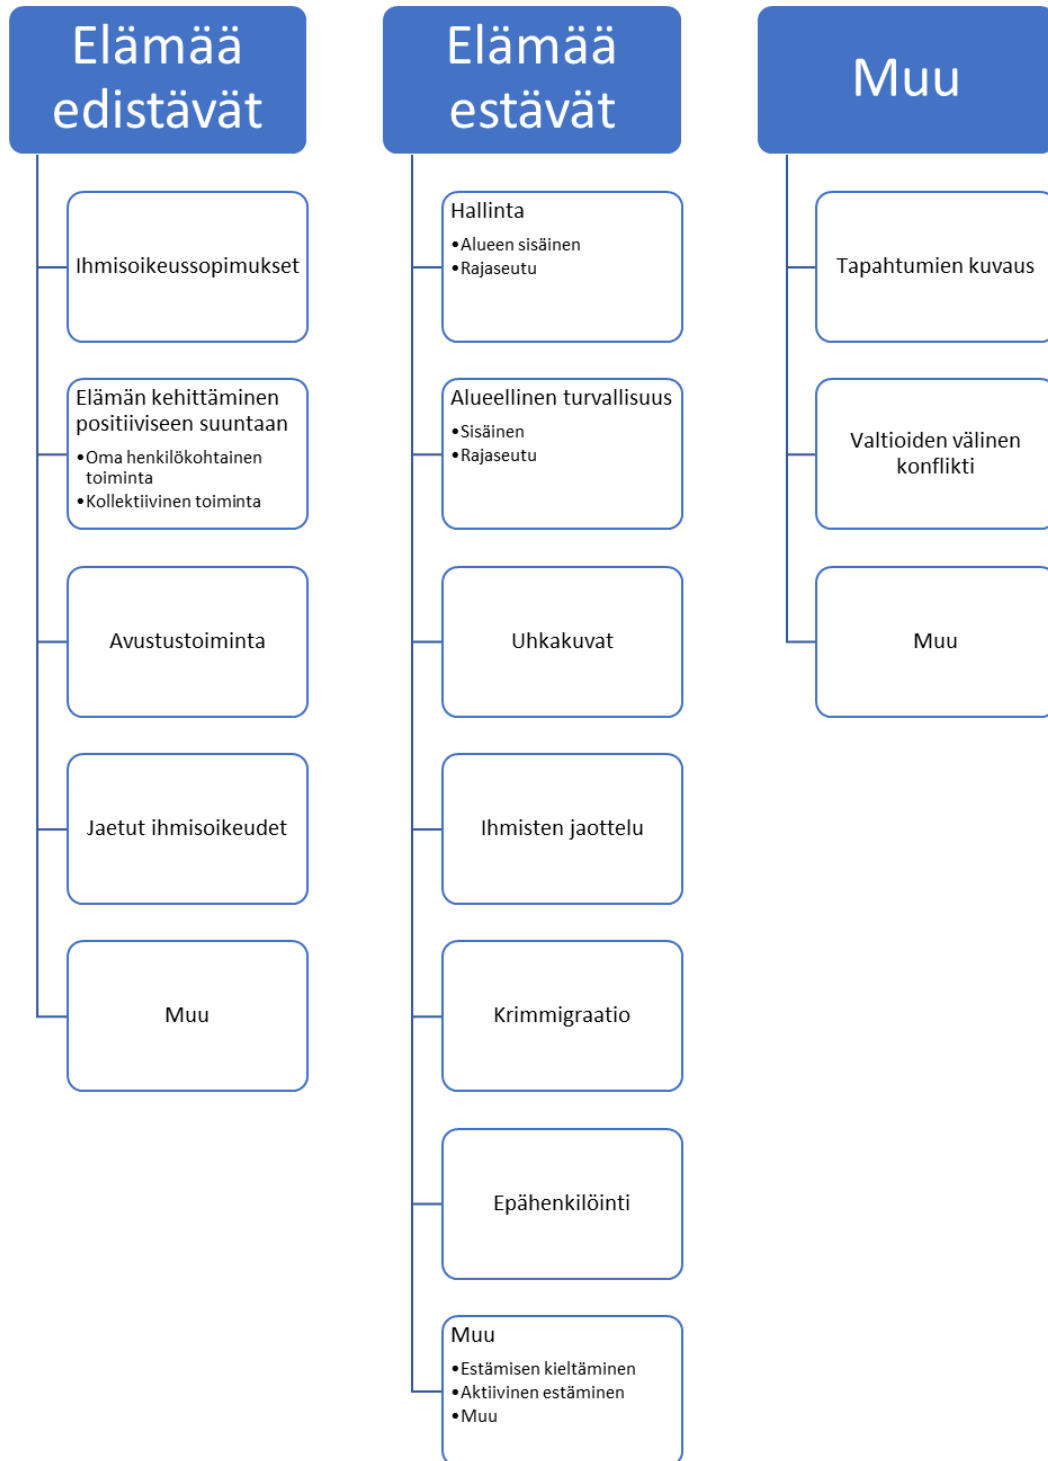 Elämää
edistävät
Ihmisoikeussopimukset
Elämän kehittäminen
positiiviseen suuntaan
•Oma henkilökohtainen
toiminta
•Kollektiivinen toiminta
Avustustoiminta
Jaetut ihmisoikeudet
Muu
Elämää
estävät
Hallinta
•Alueen sisäinen
•Rajaseutu
Alueellinen turvallisuus
•Sisäinen
•Rajaseutu
Uhkakuvat
Ihmisten jaottelu
Krimmigraatio
Epähenkilöinti
Muu
•Estämisen kieltäminen
•Aktiivinen estäminen
•Muu
Muu
Tapahtumien kuvaus
Valtioiden välinen
konflikti
Muu